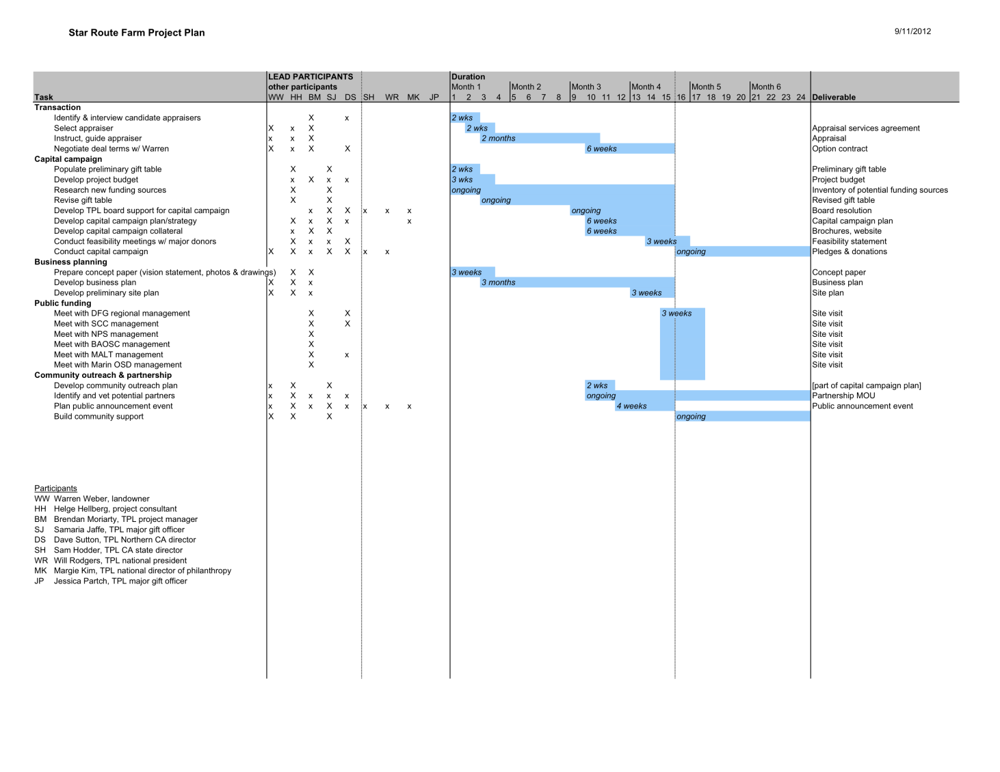 Star Route Farm Project Plan 9/11/2012
LEAD PARTICIPANTS Duration
other participants Month 1 Month 2 Month 3 Month 4 Month 5 Month 6
Task WW HH BM SJ DS SH WR MK JP 1 2 3 4 5 6 7 8 9 10 11 12 13 14 15 16 17 18 19 20 21 22 23 24 Deliverable
Transaction
Identify & interview candidate appraisers X x 2 wks
Select appraiser X x X 2 wks Appraisal services agreement
Instruct, guide appraiser x x X 2 months Appraisal
Negotiate deal terms w/ Warren X x X X 6 weeks Option contract
Capital campaign
Populate preliminary gift table X X 2 wks Preliminary gift table
Develop project budget x X x x 3 wks Project budget
Research new funding sources X X ongoing Inventory of potential funding sources
Revise gift table X X ongoing Revised gift table
Develop TPL board support for capital campaign x X X x x x ongoing Board resolution
Develop capital campaign plan/strategy X x X x x 6 weeks Capital campaign plan
Develop capital campaign collateral x X X 6 weeks Brochures, website
Conduct feasibility meetings w/ major donors X x x X 3 weeks Feasibility statement
Conduct capital campaign X X x X X x x ongoing Pledges & donations
Business planning
Prepare concept paper (vision statement, photos & drawings) X X 3 weeks Concept paper
Develop business plan X X x 3 months Business plan
Develop preliminary site plan X X x 3 weeks Site plan
Public funding
Meet with DFG regional management X X 3 weeks Site visit
Meet with SCC management X X Site visit
Meet with NPS management X Site visit
Meet with BAOSC management X Site visit
Meet with MALT management X x Site visit
Meet with Marin OSD management X Site visit
Community outreach & partnership
Develop community outreach plan x X X 2 wks [part of capital campaign plan]
Identify and vet potential partners x X x x x ongoing Partnership MOU
Plan public announcement event x X x X x x x x 4 weeks Public announcement event
Build community support X X X ongoing
Participants
WW Warren Weber, landowner
HH Helge Hellberg, project consultant
BM Brendan Moriarty, TPL project manager
SJ Samaria Jaffe, TPL major gift officer
DS Dave Sutton, TPL Northern CA director
SH Sam Hodder, TPL CA state director
WR Will Rodgers, TPL national president
MK Margie Kim, TPL national director of philanthropy
JP Jessica Partch, TPL major gift officer